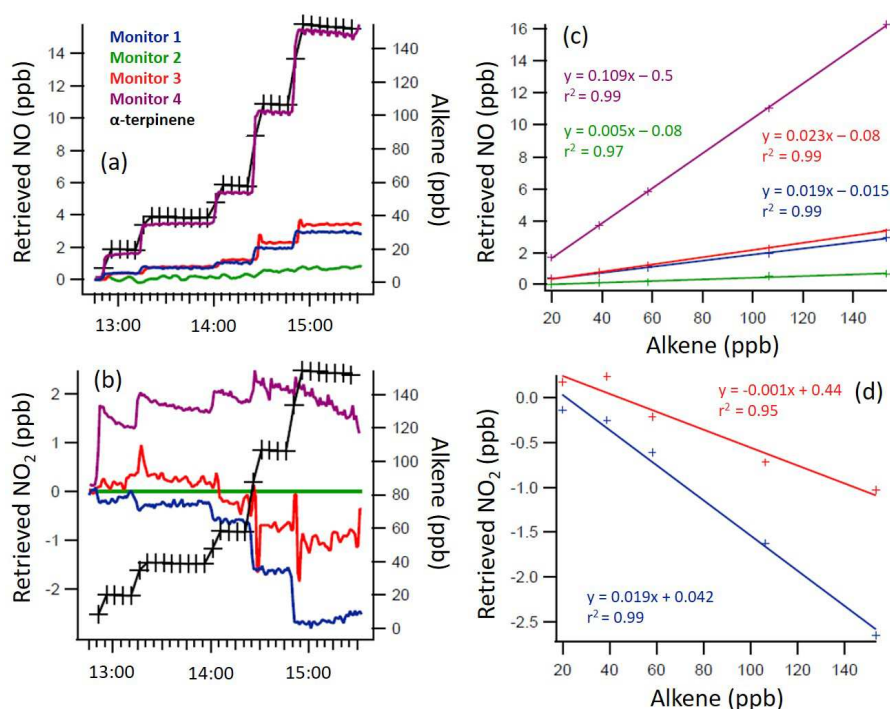 Retrieved NO (ppb)
14
12
10
8
6
4
2
0
Monitor 1
Monitor 2
Monitor 3
Monitor 4
α-terpinene
(a)
140
120
100
80
60
40
20
0
Alkene (ppb)
13:00 14:00 15:00
(c)
Retrieved NO (ppb)
16
14
12
10
8
6
4
2
0
y = 0.109x – 0.5
r² = 0.99
y = 0.005x – 0.08
r² = 0.97
y = 0.023x – 0.08
r² = 0.99
y = 0.019x – 0.015
r² = 0.99
20 40 60 80 100 120 140
Alkene (ppb)
(b)
Retrieved NO₂ (ppb)
2
1
0
-1
-2
140
120
100
80
60
40
20
0
Alkene (ppb)
13:00 14:00 15:00
(d)
Retrieved NO₂ (ppb)
0.0
-0.5
-1.0
-1.5
-2.0
-2.5
y = -0.001x + 0.44
r² = 0.95
y = 0.019x + 0.042
r² = 0.99
20 40 60 80 100 120 140
Alkene (ppb)